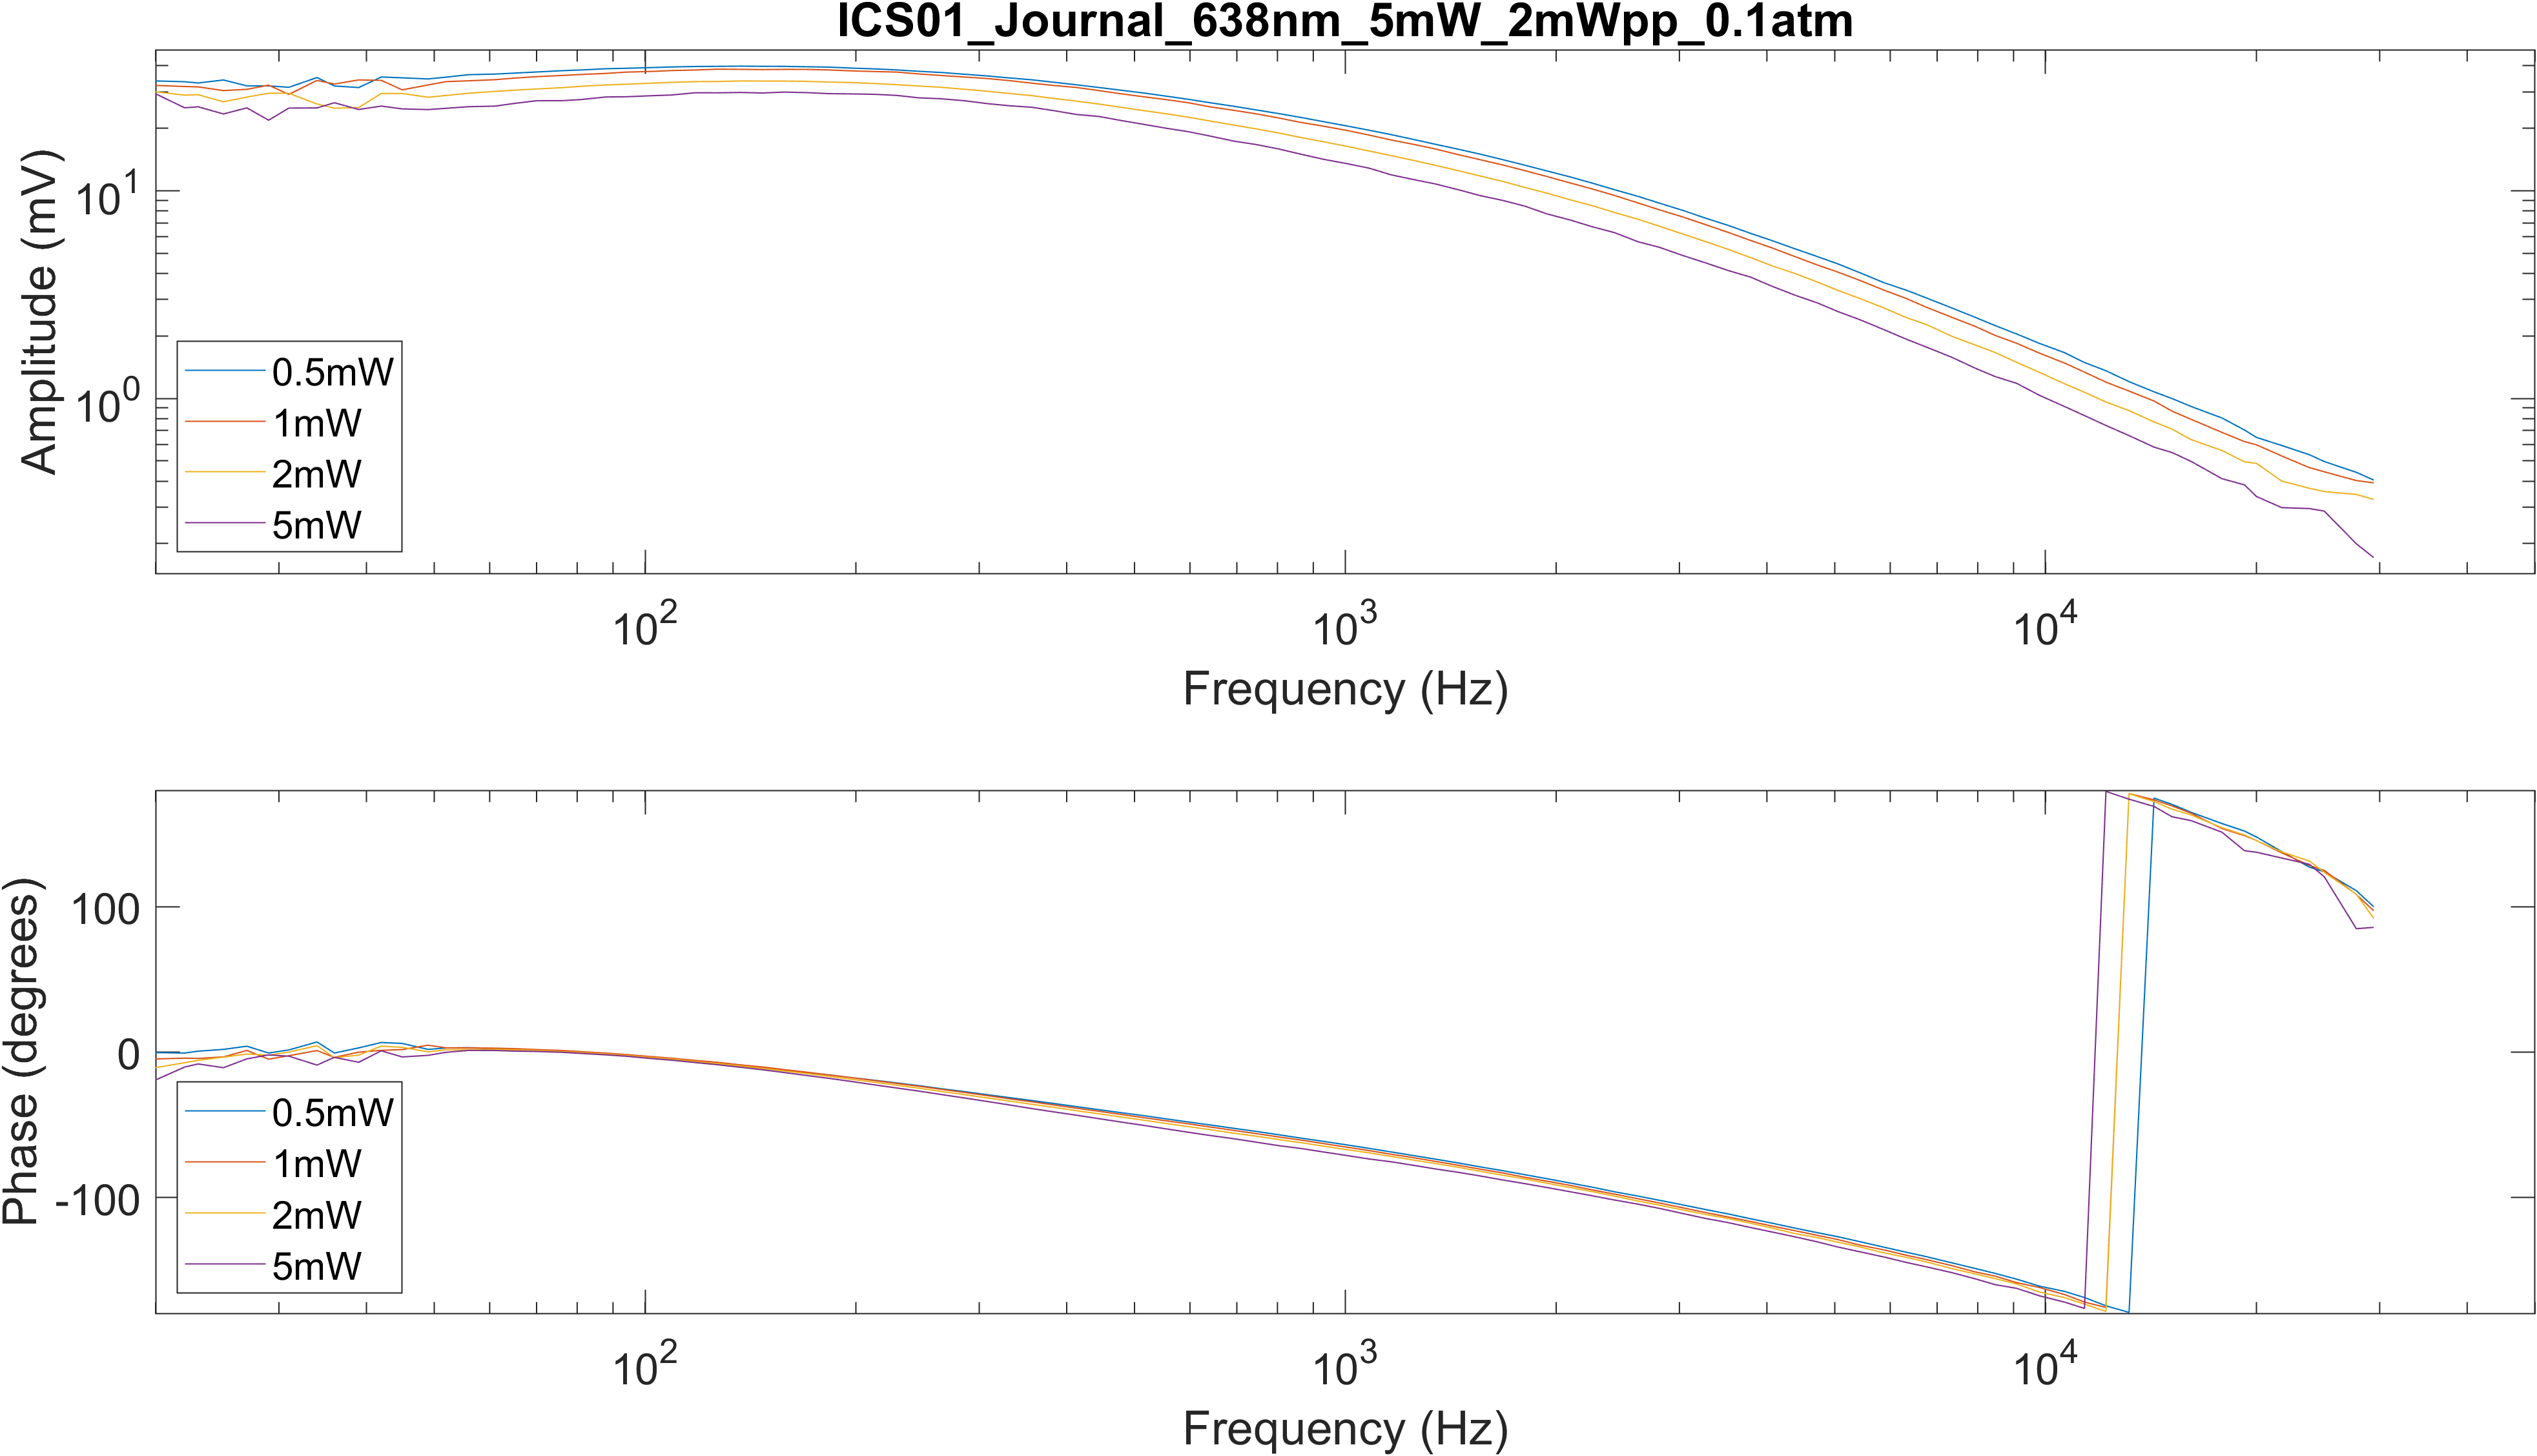 ICS01_Journal_638nm_5mW_2mWpp_0.1atm
Amplitude (mV)
10^1
10^0
0.5mW
1mW
2mW
5mW
10^2 10^3 10^4
Frequency (Hz)
Phase (degrees)
100
0
-100
0.5mW
1mW
2mW
5mW
10^2 10^3 10^4
Frequency (Hz)